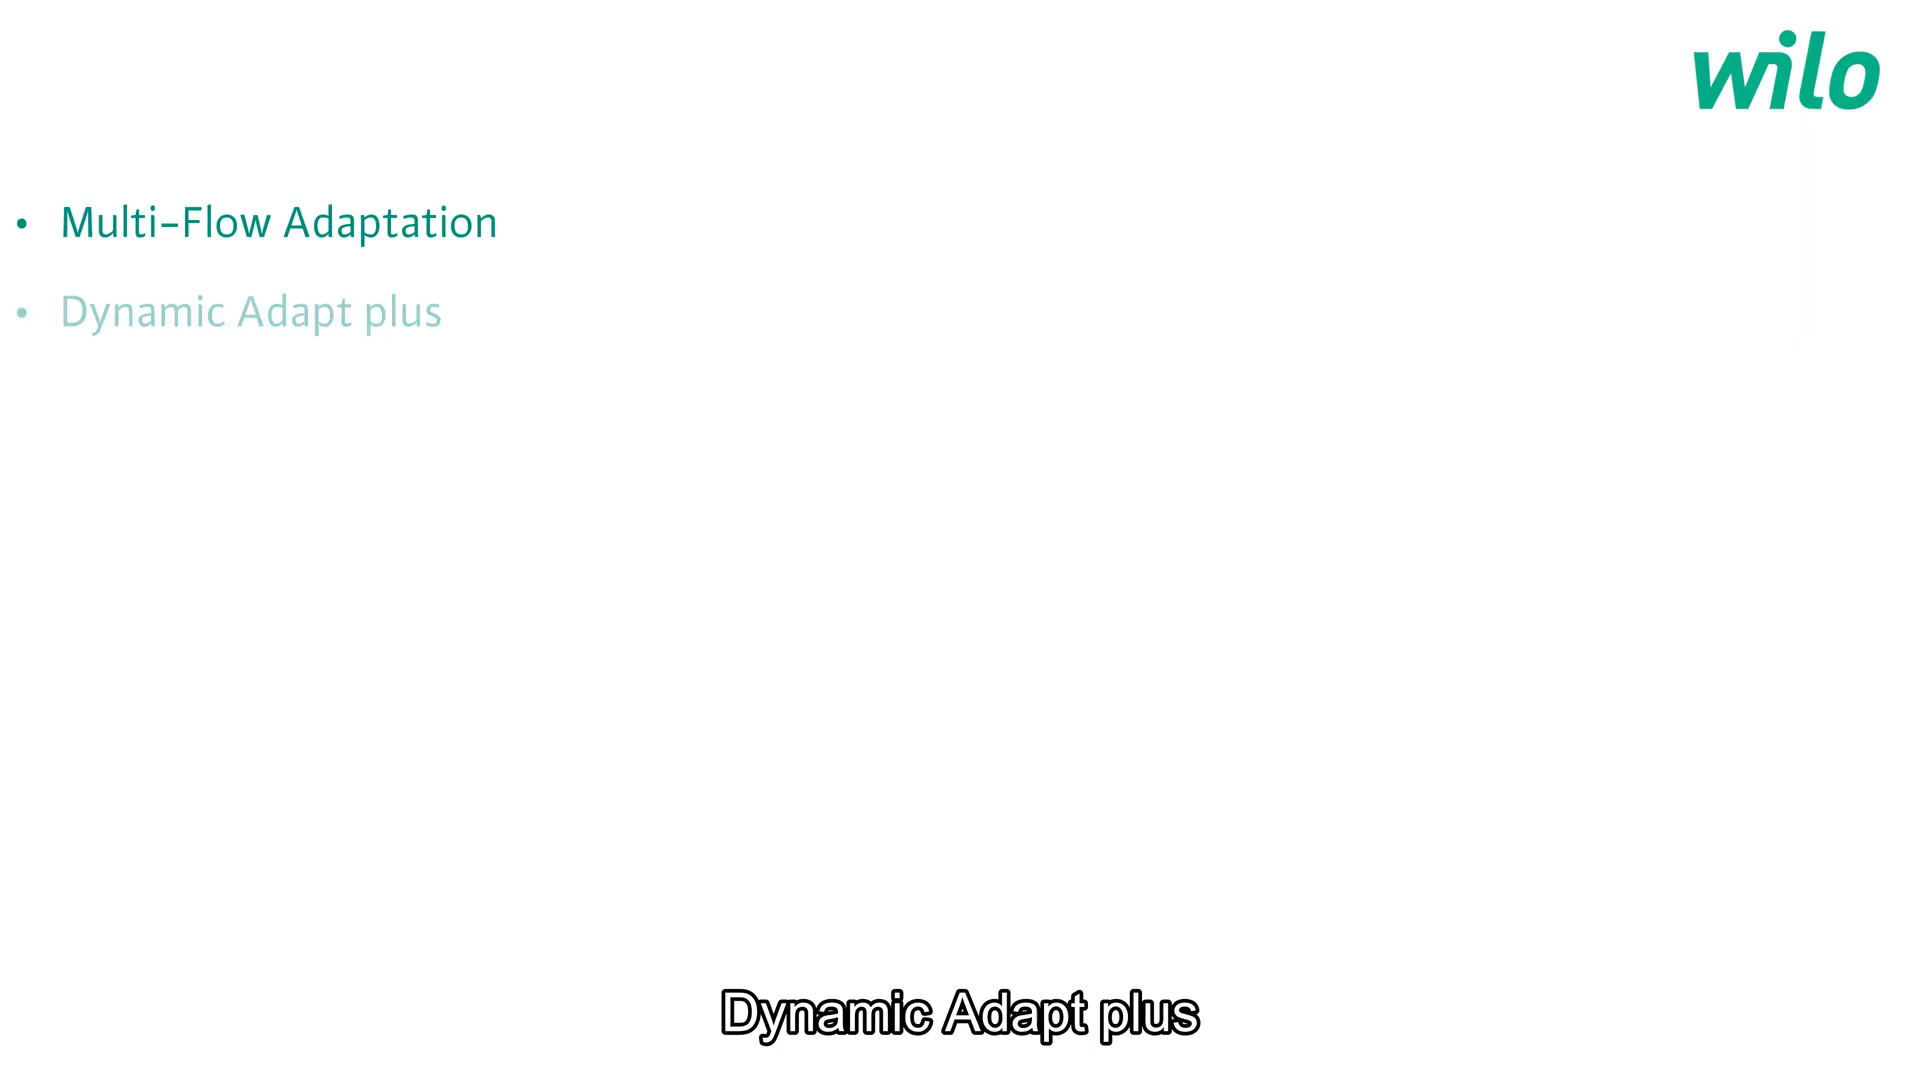 wilo
• Multi-Flow Adaptation
• Dynamic Adapt plus
Dynamic Adapt plus